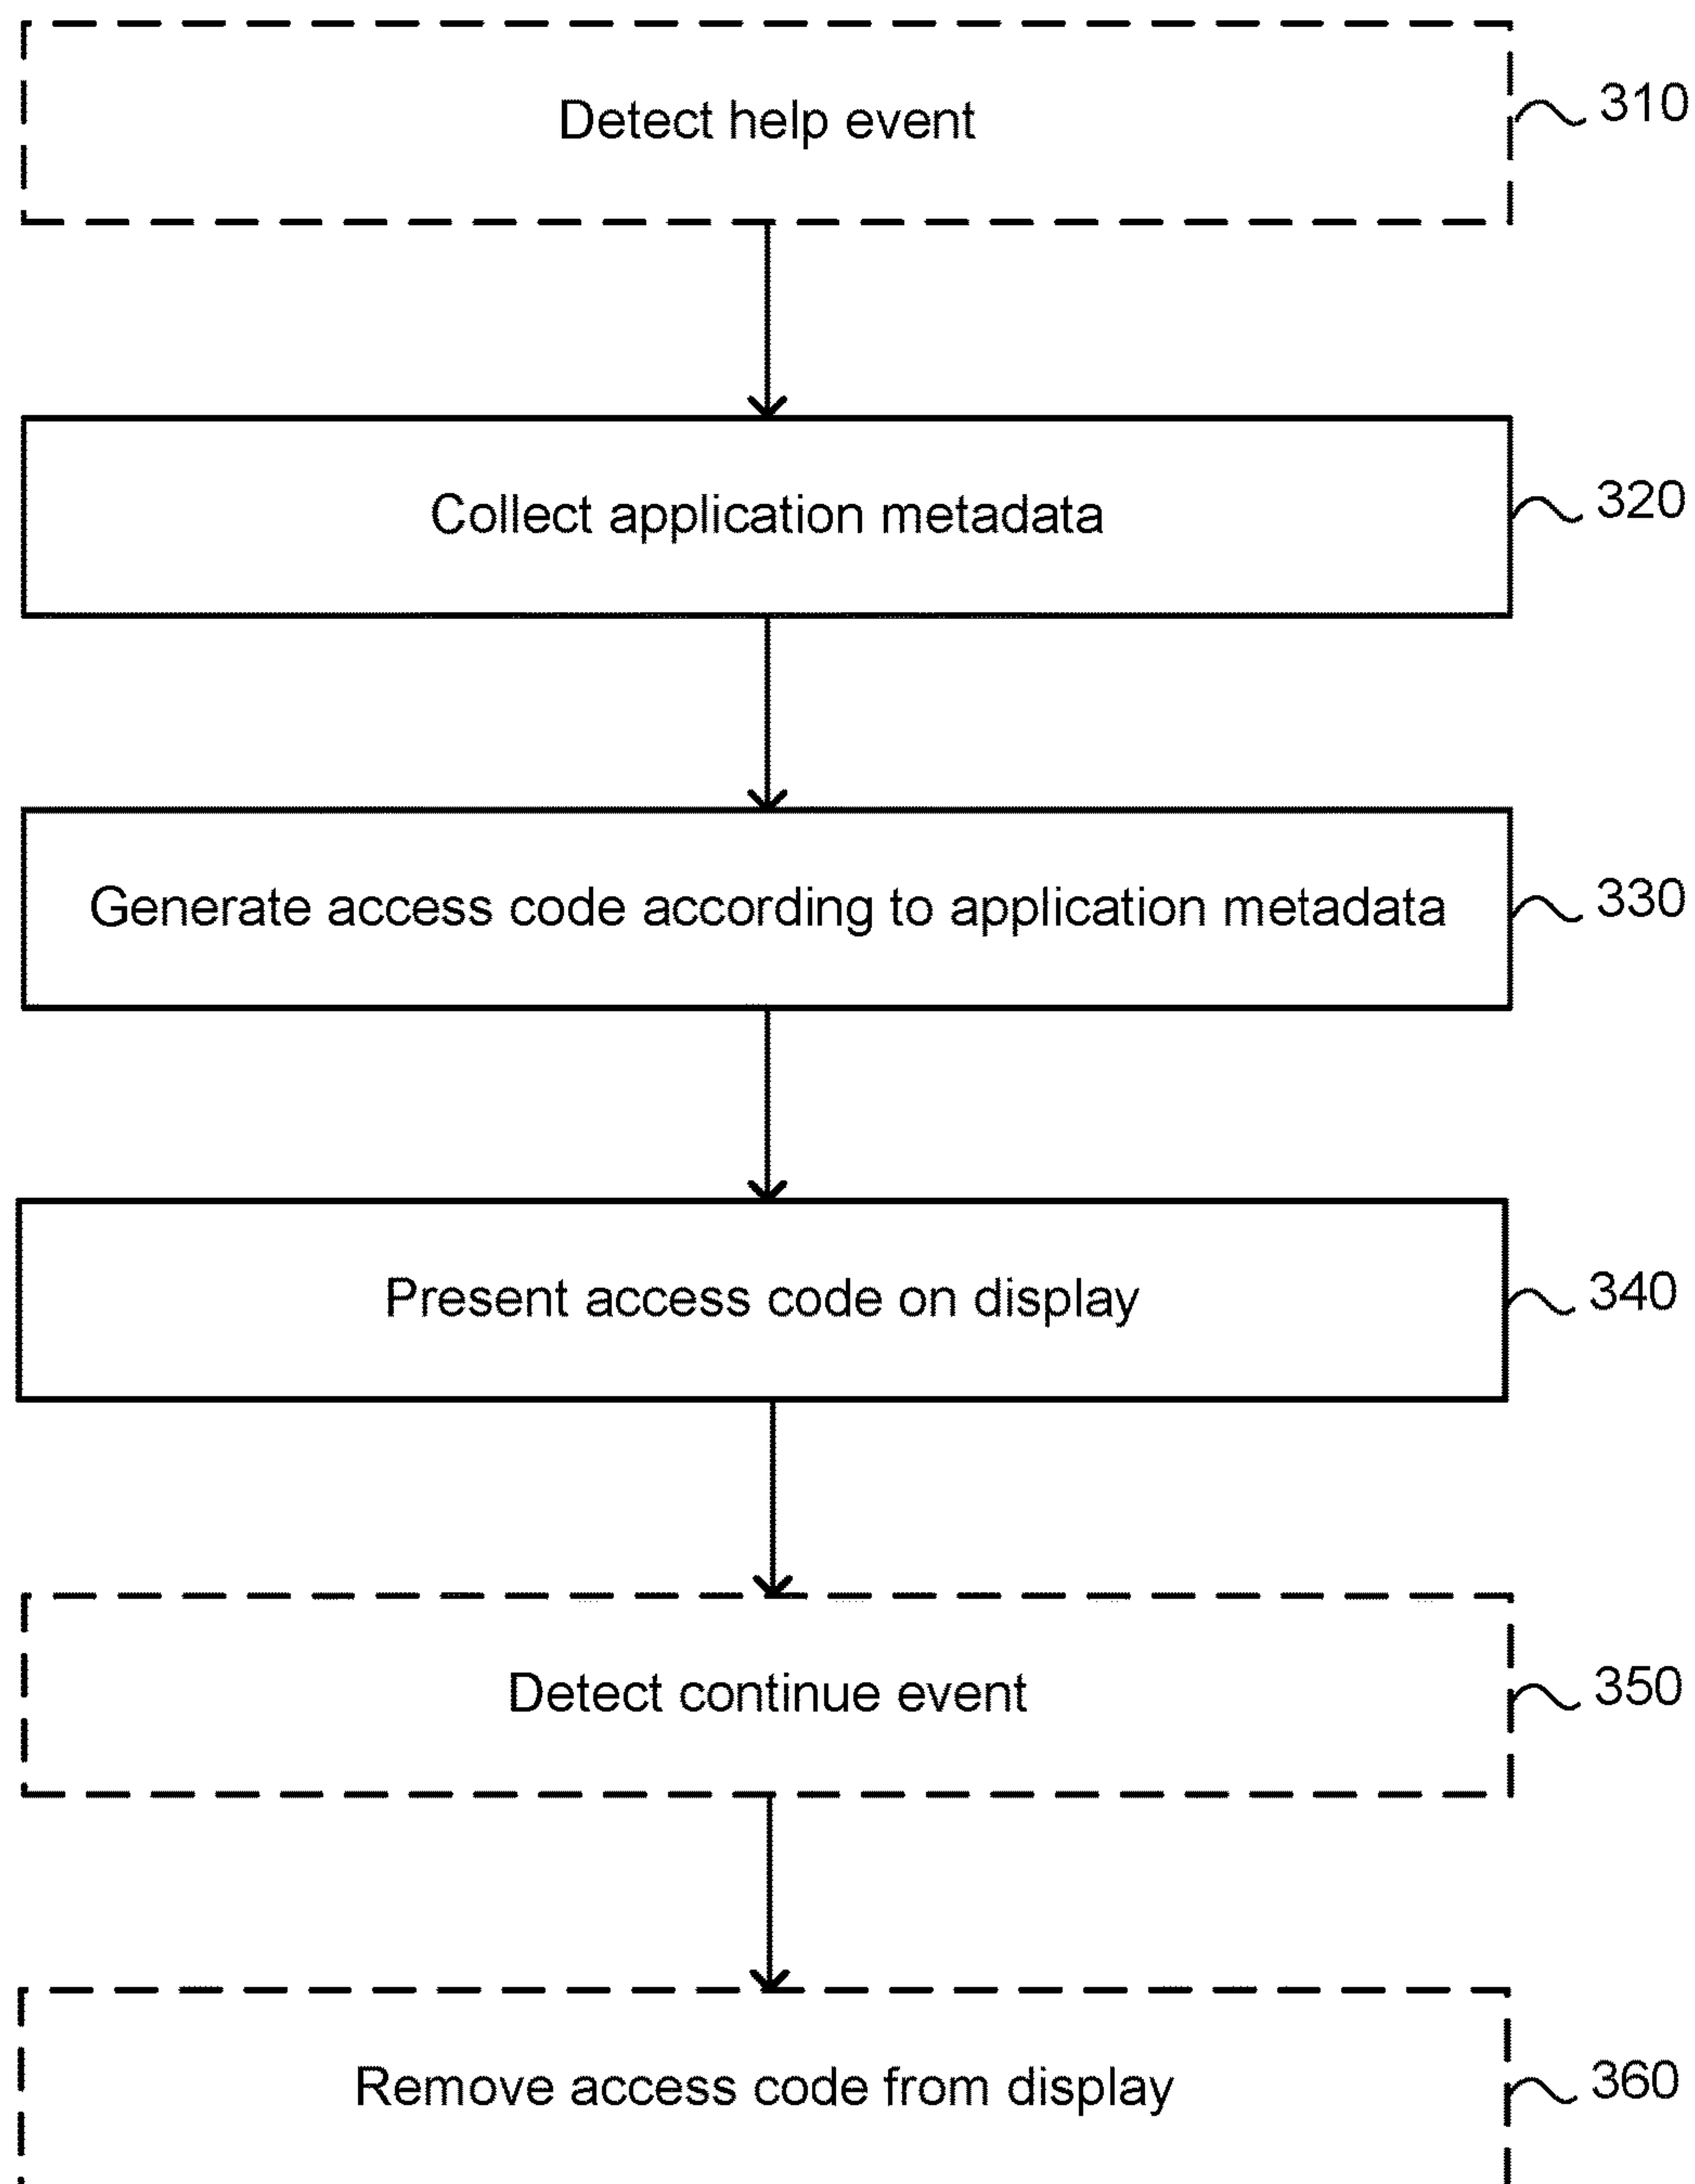 Detect help event
310
Collect application metadata
320
Generate access code according to application metadata
330
Present access code on display
340
Detect continue event
350
Remove access code from display
360